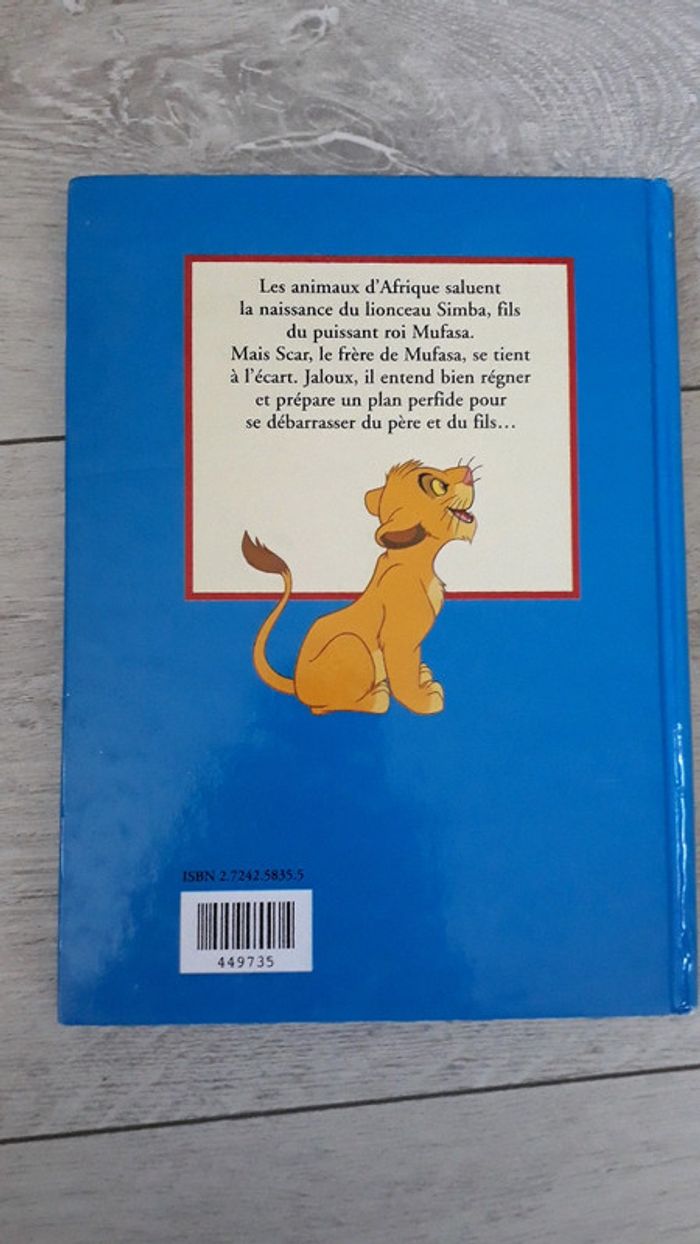 Les animaux d'Afrique saluent
la naissance du lionceau Simba, fils
du puissant roi Mufasa.
Mais Scar, le frère de Mufasa, se tient
à l'écart. Jaloux, il entend bien régner
et prépare un plan perfide pour
se débarrasser du père et du fils…
ISBN 2.7242.5835.5
449735